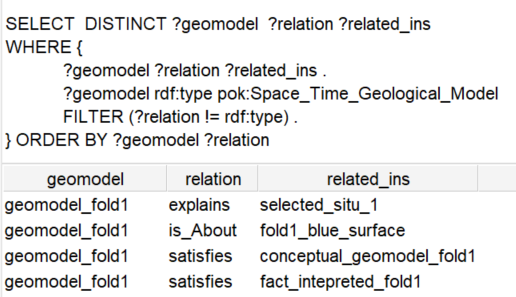 SELECT DISTINCT ?geomodel ?relation ?related_ins
WHERE {
?geomodel ?relation ?related_ins .
?geomodel rdf:type pok:Space_Time_Geological_Model
FILTER (?relation != rdf:type) .
} ORDER BY ?geomodel ?relation
geomodel relation related_ins
geomodel_fold1 explains selected_situ_1
geomodel_fold1 is_About fold1_blue_surface
geomodel_fold1 satisfies conceptual_geomodel_fold1
geomodel_fold1 satisfies fact_intepreted_fold1